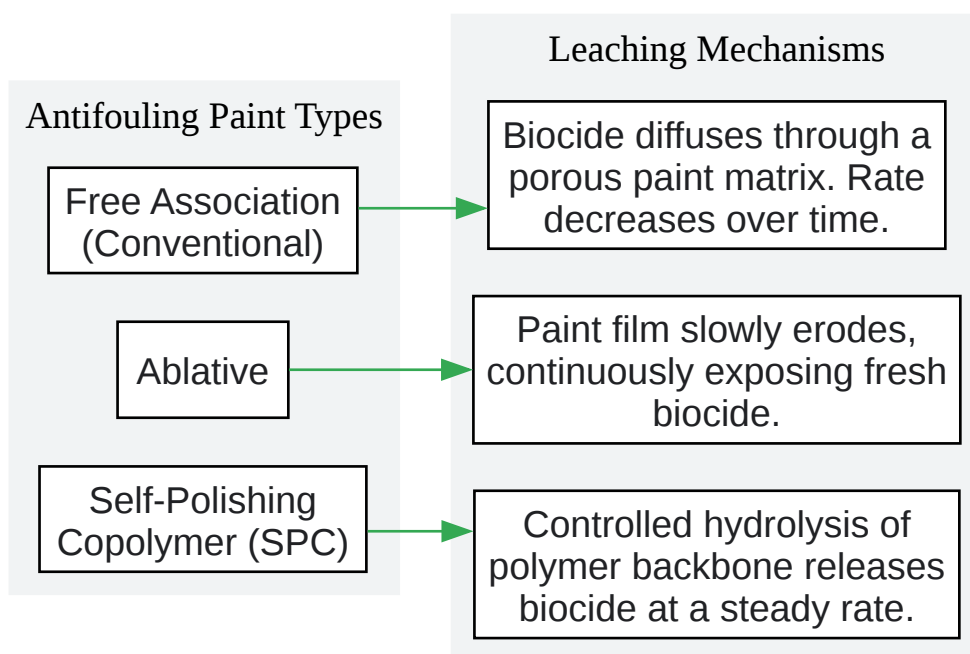 Antifouling Paint Types
Free Association
(Conventional)
Ablative
Self-Polishing
Copolymer (SPC)
Leaching Mechanisms
Biocide diffuses through a
porous paint matrix. Rate
decreases over time.
Paint film slowly erodes,
continuously exposing fresh
biocide.
Controlled hydrolysis of
polymer backbone releases
biocide at a steady rate.